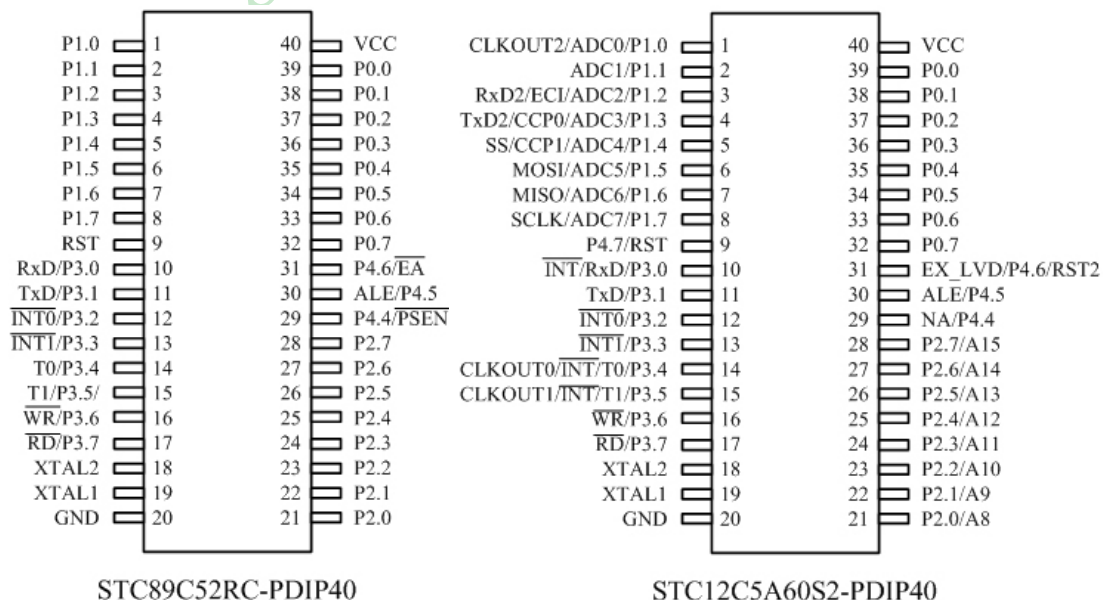 P1.0 1 40 VCC
P1.1 2 39 P0.0
P1.2 3 38 P0.1
P1.3 4 37 P0.2
P1.4 5 36 P0.3
P1.5 6 35 P0.4
P1.6 7 34 P0.5
P1.7 8 33 P0.6
RST 9 32 P0.7
RxD/P3.0 10 31 P4.6/EA
TxD/P3.1 11 30 ALE/P4.5
INT0/P3.2 12 29 P4.4/PSEN
INT1/P3.3 13 28 P2.7
T0/P3.4 14 27 P2.6
T1/P3.5/ 15 26 P2.5
WR/P3.6 16 25 P2.4
RD/P3.7 17 24 P2.3
XTAL2 18 23 P2.2
XTAL1 19 22 P2.1
GND 20 21 P2.0
STC89C52RC-PDIP40
CLKOUT2/ADC0/P1.0 1 40 VCC
ADC1/P1.1 2 39 P0.0
RxD2/ECI/ADC2/P1.2 3 38 P0.1
TxD2/CCP0/ADC3/P1.3 4 37 P0.2
SS/CCP1/ADC4/P1.4 5 36 P0.3
MOSI/ADC5/P1.5 6 35 P0.4
MISO/ADC6/P1.6 7 34 P0.5
SCLK/ADC7/P1.7 8 33 P0.6
P4.7/RST 9 32 P0.7
INT/RxD/P3.0 10 31 EX_LVD/P4.6/RST2
TxD/P3.1 11 30 ALE/P4.5
INT0/P3.2 12 29 NA/P4.4
INT1/P3.3 13 28 P2.7/A15
CLKOUT0/INT/T0/P3.4 14 27 P2.6/A14
CLKOUT1/INT/T1/P3.5 15 26 P2.5/A13
WR/P3.6 16 25 P2.4/A12
RD/P3.7 17 24 P2.3/A11
XTAL2 18 23 P2.2/A10
XTAL1 19 22 P2.1/A9
GND 20 21 P2.0/A8
STC12C5A60S2-PDIP40